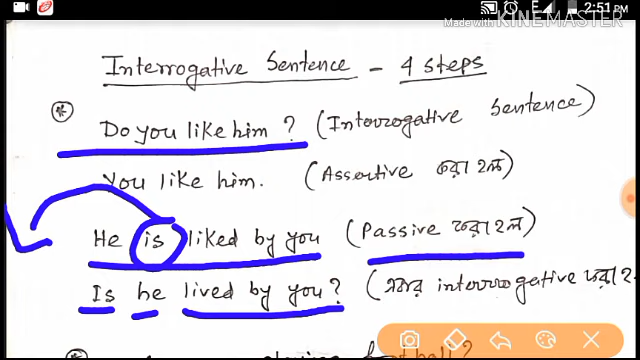 2:51 PM
Made with KINEMASTER
Interrogative Sentence - 4 Steps
Do you like him ? (Interrogative Sentence)
You like him. (Assertive করা হল)
He is liked by you (Passive করা হল)
Is he lived by you? (এবার interrogative করা হ